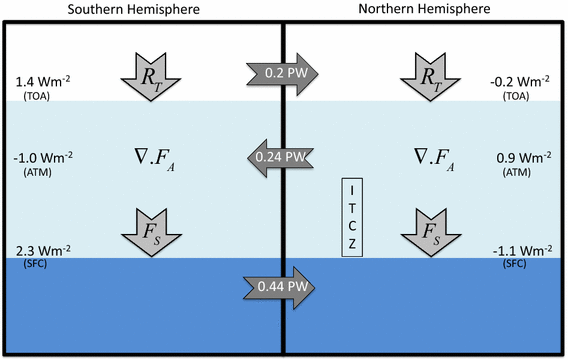 Southern Hemisphere
Northern Hemisphere
R_T
0.2 PW
R_T
1.4 Wm⁻²
(TOA)
-0.2 Wm⁻²
(TOA)
-1.0 Wm⁻²
(ATM)
∇.F_A
0.24 PW
∇.F_A
0.9 Wm⁻²
(ATM)
I
T
C
Z
F_S
F_S
2.3 Wm⁻²
(SFC)
-1.1 Wm⁻²
(SFC)
0.44 PW